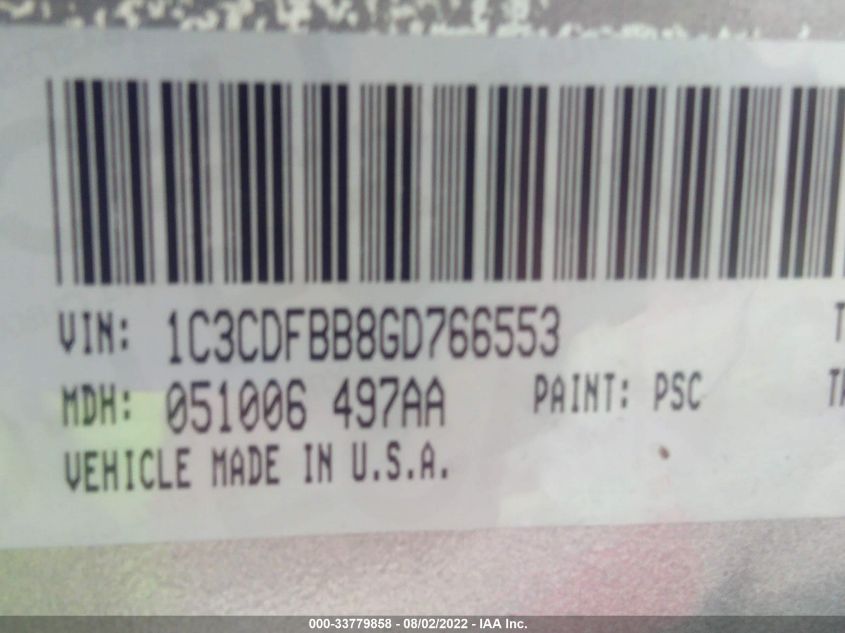 VIN: 1C3CDFBB8GD766553 T
MDH: 051006 497AA PAINT: PSC
VEHICLE MADE IN U.S.A.
000-33779858 - 08/02/2022 - IAA Inc.